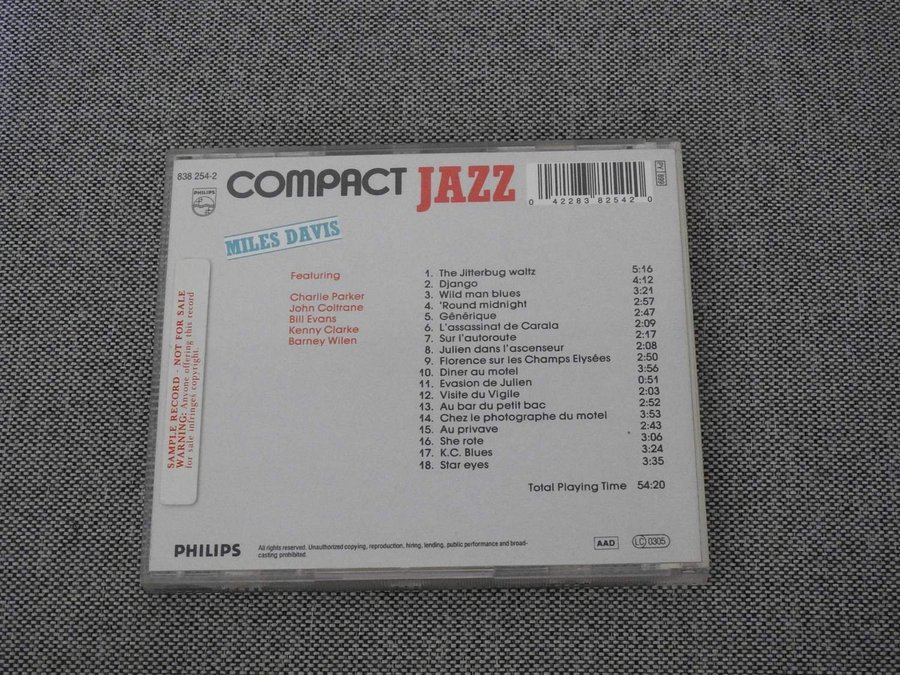 838 254-2
COMPACT JAZZ
PHILIPS
0 42283 82542 0
PY 899
MILES DAVIS
Featuring
Charlie Parker
John Coltrane
Bill Evans
Kenny Clarke
Barney Wilen
1. The Jitterbug waltz 5:16
2. Django 4:12
3. Wild man blues 3:21
4. 'Round midnight 2:57
5. Générique 2:47
6. L'assassinat de Carala 2:09
7. Sur l'autoroute 2:17
8. Julien dans l'ascenseur 2:08
9. Florence sur les Champs Elysées 2:50
10. Diner au motel 3:56
11. Evasion de Julien 0:51
12. Visite du Vigile 2:03
13. Au bar du petit bac 2:52
14. Chez le photographe du motel 3:53
15. Au privave 2:43
16. She rote 3:06
17. K.C. Blues 3:24
18. Star eyes 3:35
Total Playing Time 54:20
SAMPLE RECORD - NOT FOR SALE
WARNING: Anyone offering this record
for sale infringes copyright.
PHILIPS
All rights reserved. Unauthorized copying, reproduction, hiring, lending, public performance and broad-
casting prohibited.
AAD
LC 0305